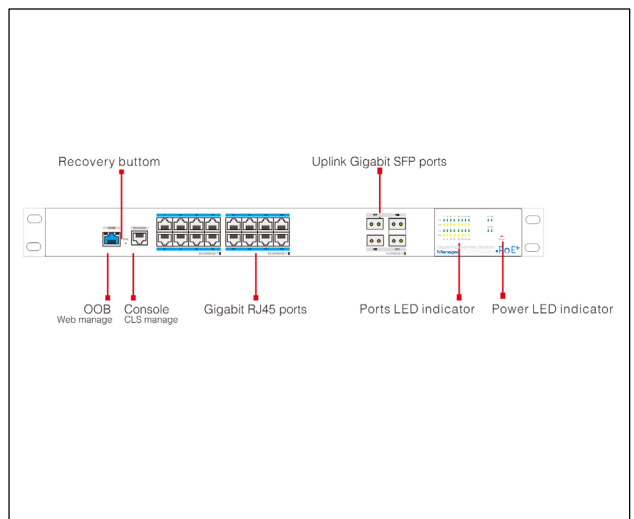 Recovery buttom
Uplink Gigabit SFP ports
Managed
PoE+
OOB
Web manage
Console
CLS manage
Gigabit RJ45 ports
Ports LED indicator
Power LED indicator